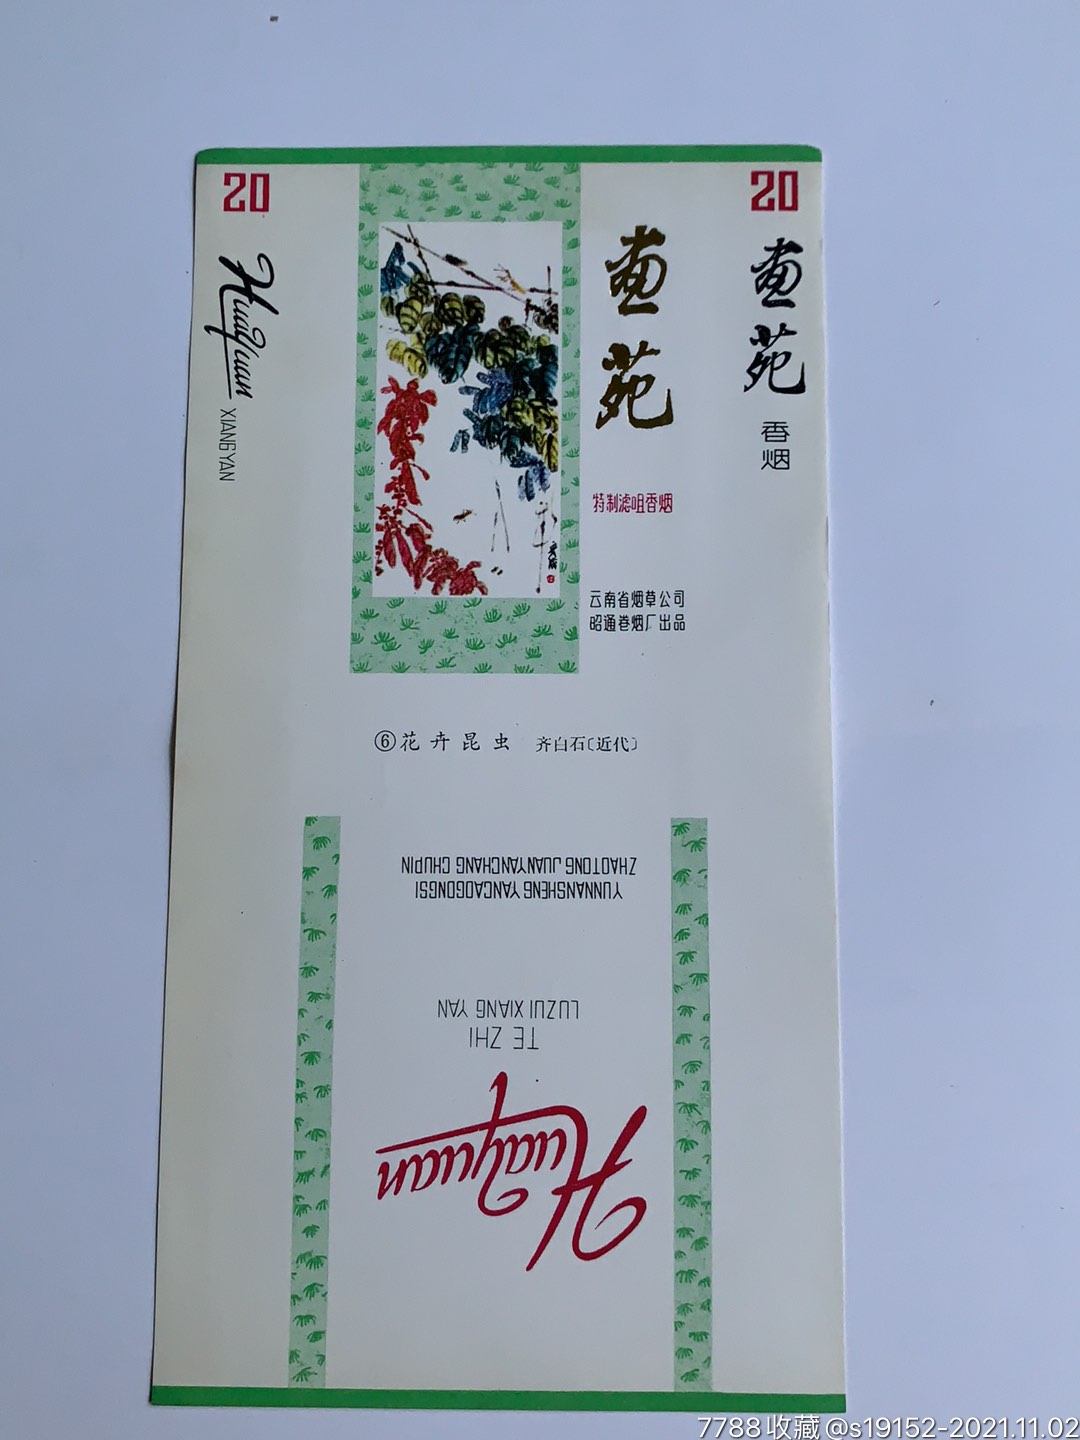 20
20
HuaYuan
XIANGYAN
画苑
画苑
香烟
特制滤咀香烟
云南省烟草公司
昭通卷烟厂出品
⑥花卉昆虫 齐白石〔近代〕
YUNNANSHENG YANCAOGONGSI
ZHAOTONG JUANYANCHANG CHUPIN
TE ZHI
LUZUI XIANG YAN
Huayuan
7788收藏@s19152-2021.11.02